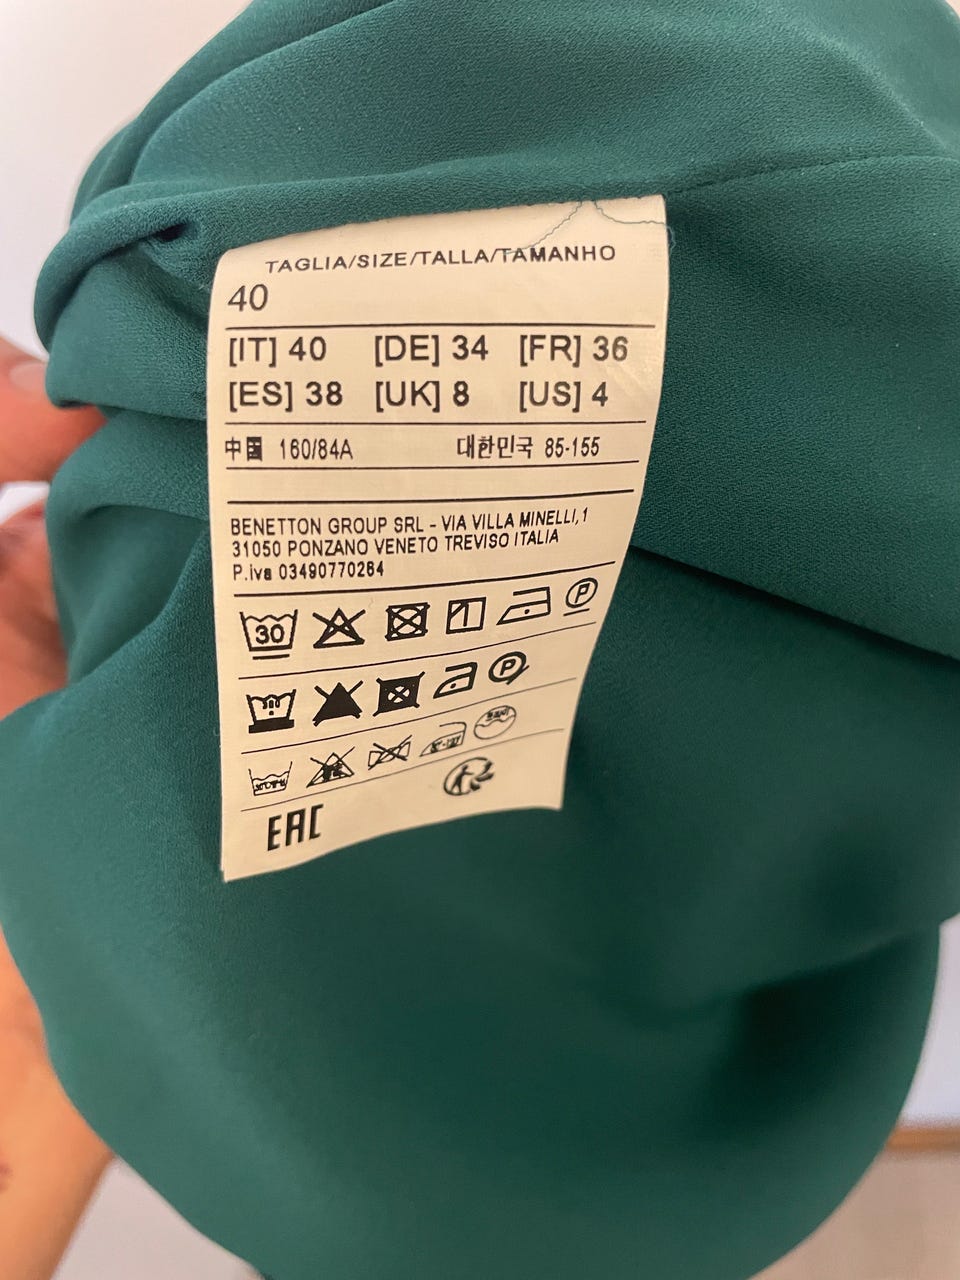 TAGLIA/SIZE/TALLA/TAMANHO
40
[IT] 40 [DE] 34 [FR] 36
[ES] 38 [UK] 8 [US] 4
中国 160/84A 대한민국 85-155
BENETTON GROUP SRL - VIA VILLA MINELLI,1
31050 PONZANO VENETO TREVISO ITALIA
P.iva 03490770264
30 P
P
EAC